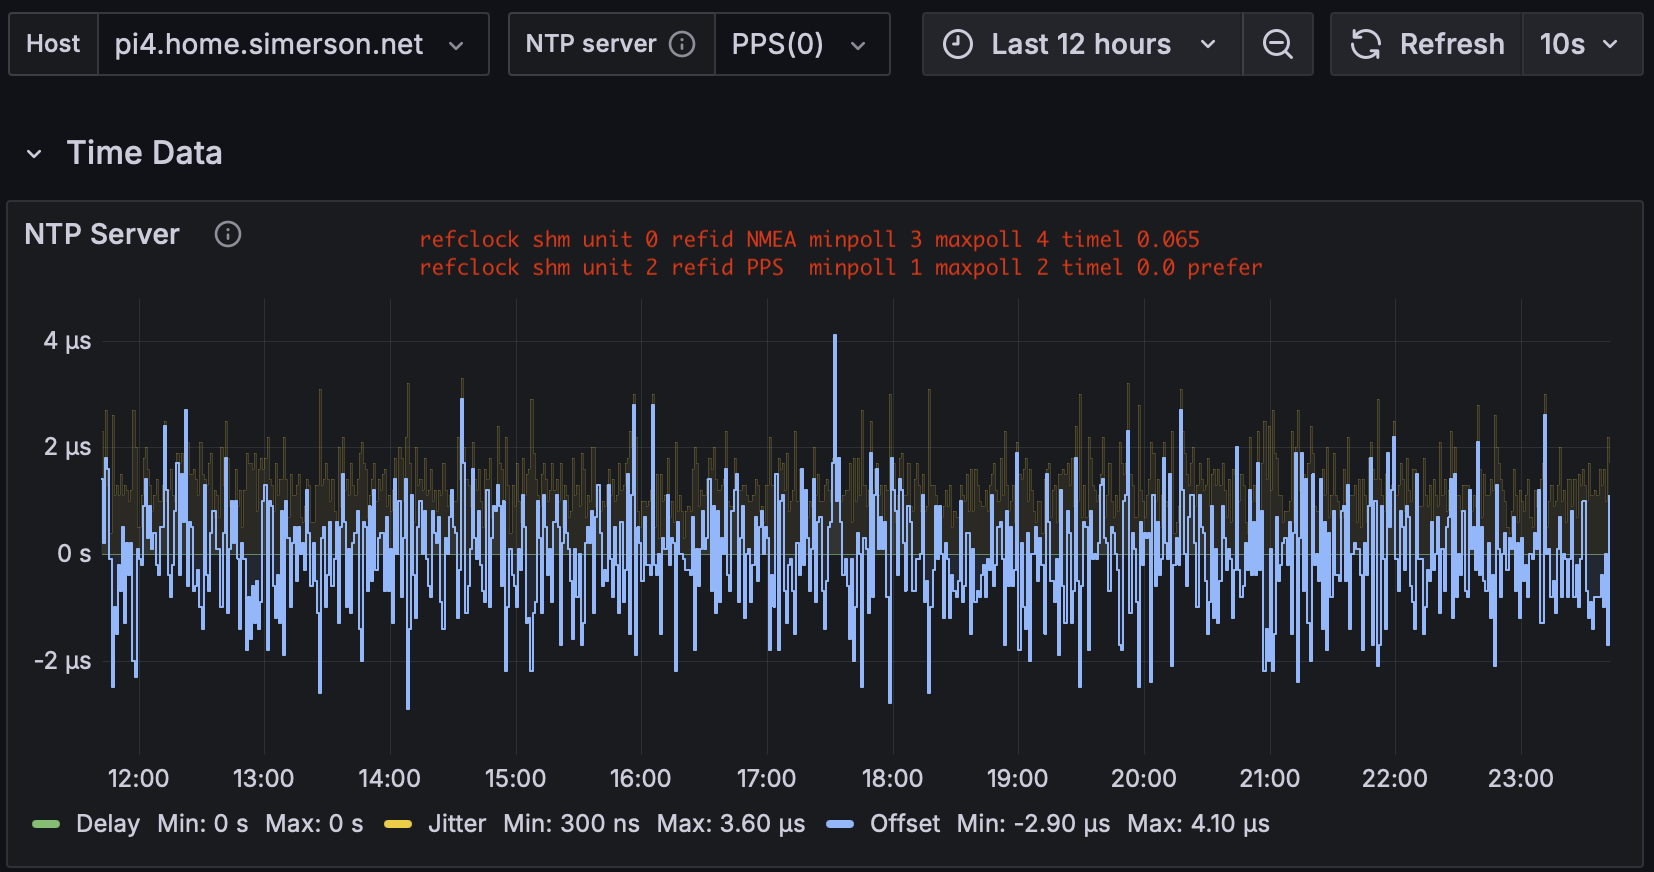 Host pi4.home.simerson.net NTP server PPS(0) Last 12 hours Refresh 10s
Time Data
NTP Server
refclock shm unit 0 refid NMEA minpoll 3 maxpoll 4 timel 0.065
refclock shm unit 2 refid PPS  minpoll 1 maxpoll 2 timel 0.0 prefer
4 µs
2 µs
0 s
-2 µs
12:00 13:00 14:00 15:00 16:00 17:00 18:00 19:00 20:00 21:00 22:00 23:00
Delay Min: 0 s Max: 0 s Jitter Min: 300 ns Max: 3.60 µs Offset Min: -2.90 µs Max: 4.10 µs